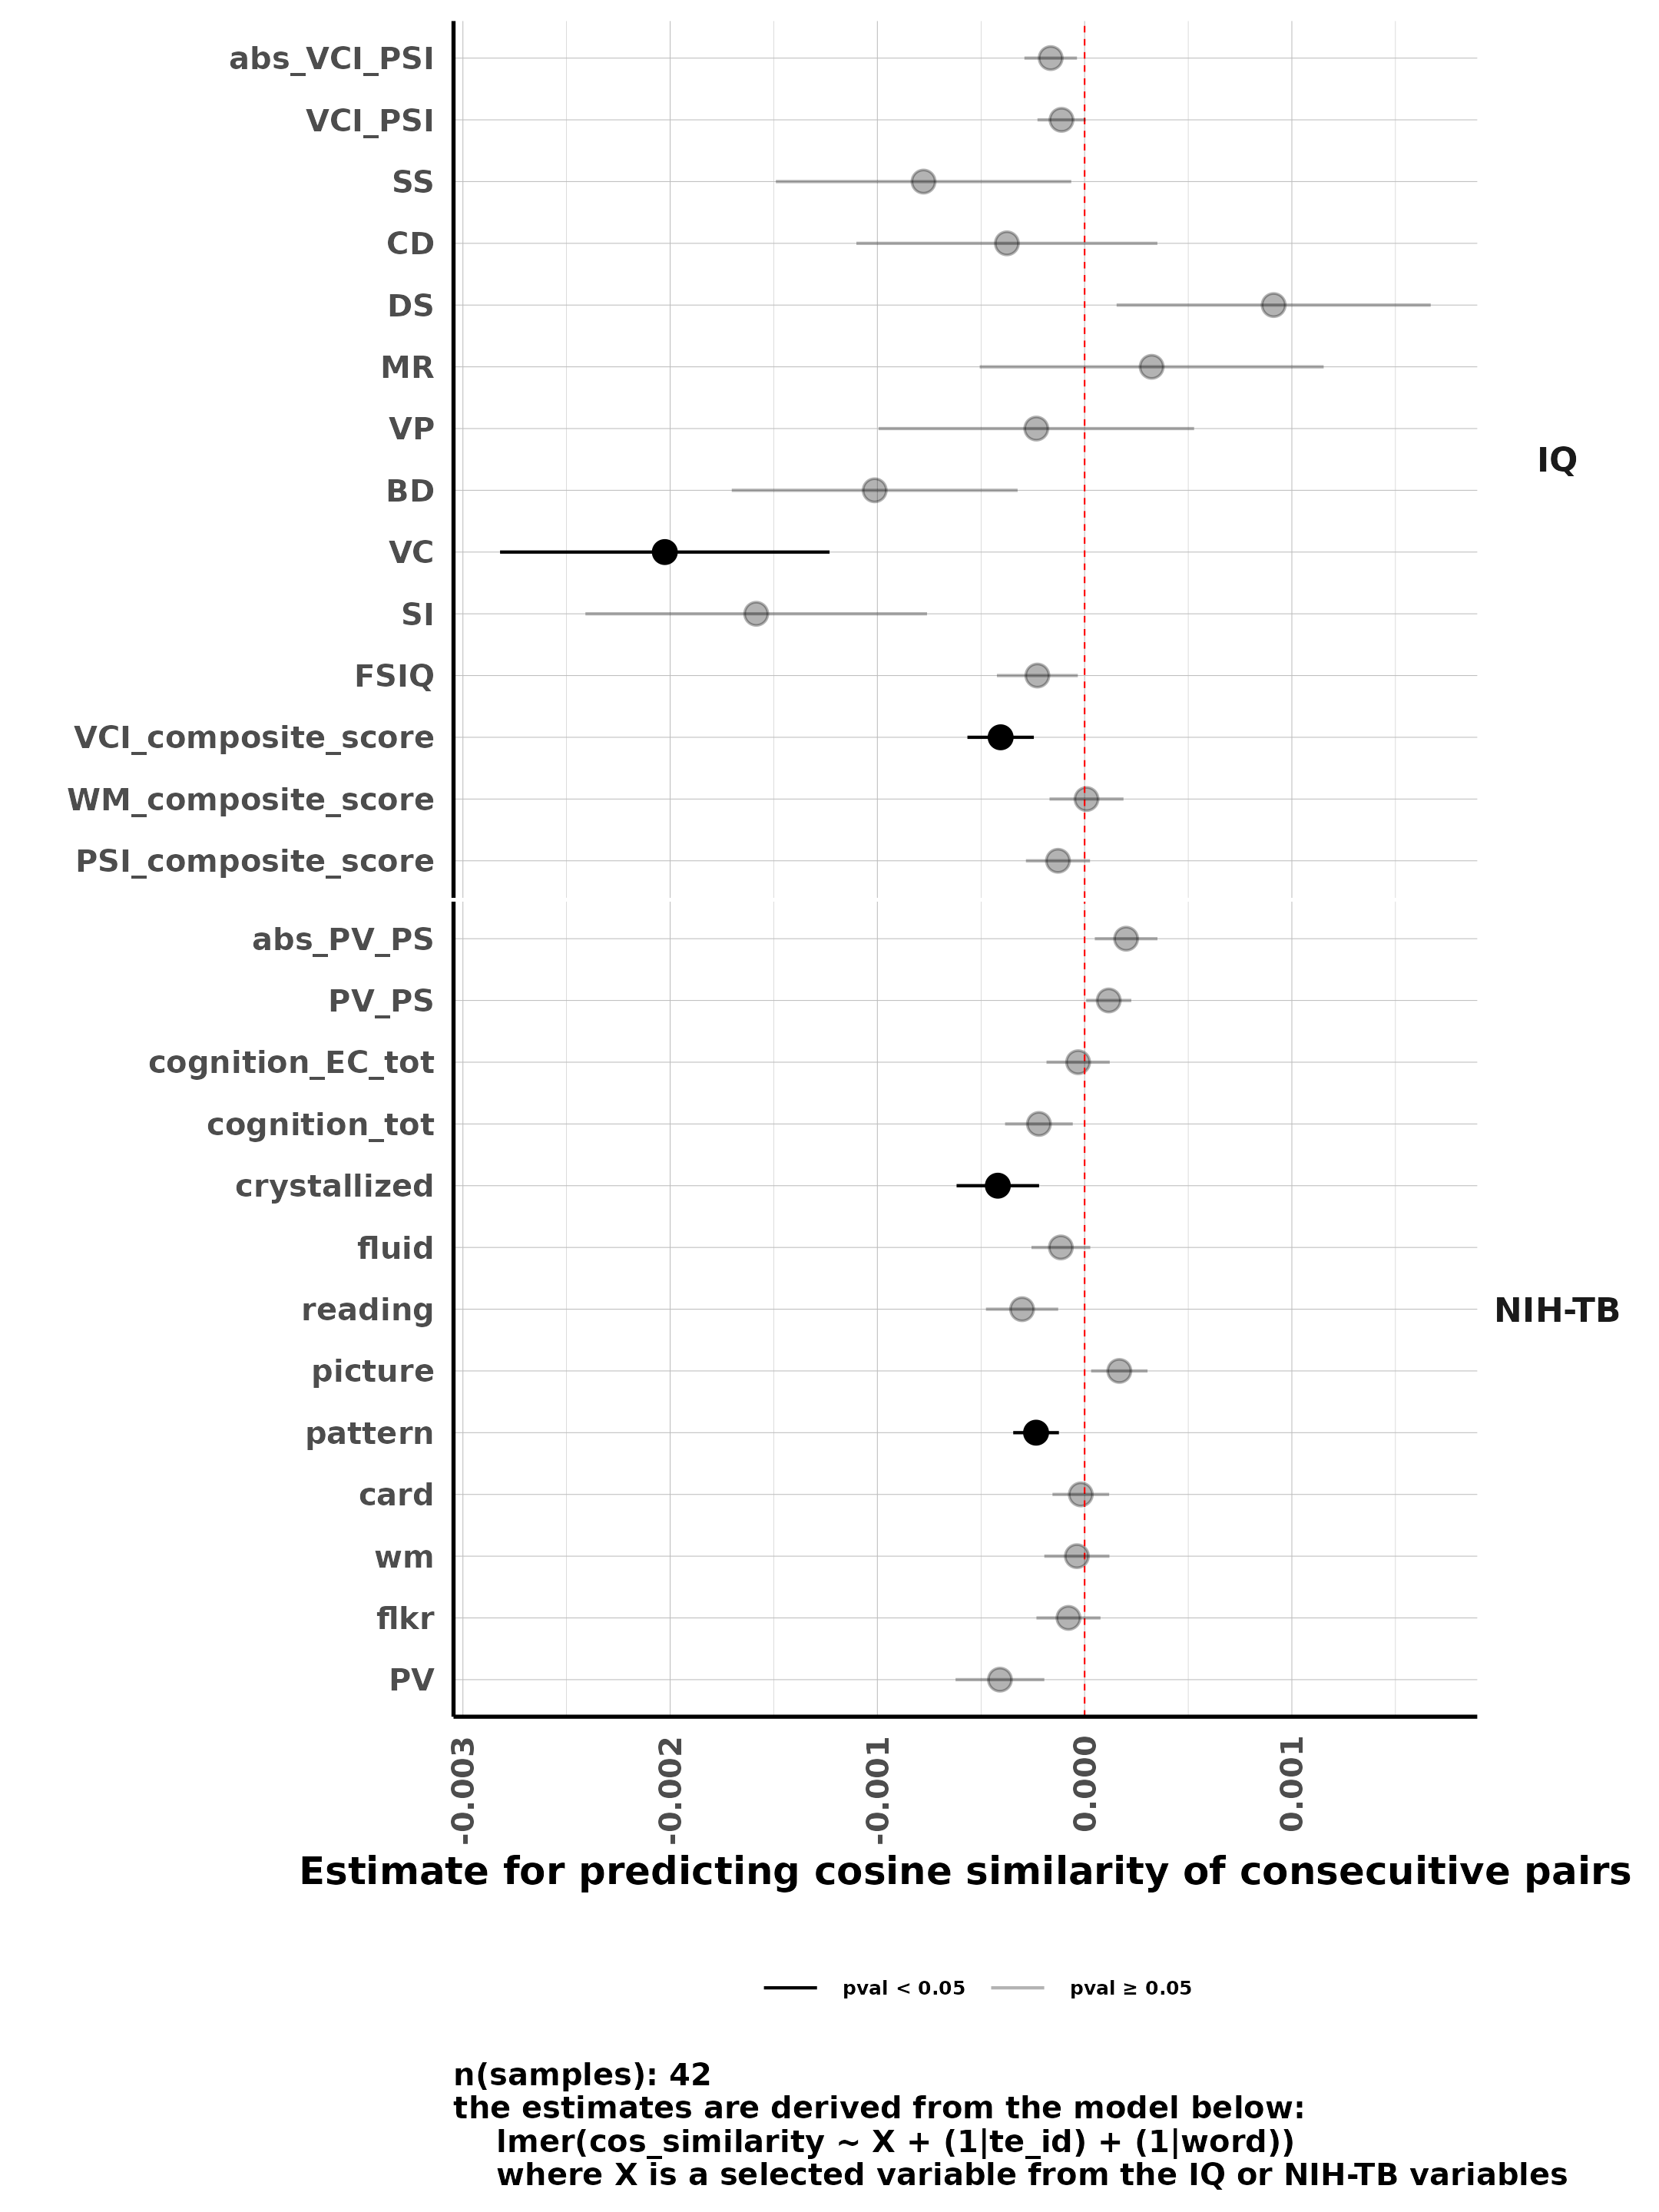 abs_VCI_PSI
VCI_PSI
SS
CD
DS
MR
VP
BD
VC
SI
FSIQ
VCI_composite_score
WM_composite_score
PSI_composite_score
IQ
abs_PV_PS
PV_PS
cognition_EC_tot
cognition_tot
crystallized
fluid
reading
picture
pattern
card
wm
flkr
PV
NIH-TB
-0.003
-0.002
-0.001
0.000
0.001
Estimate for predicting cosine similarity of consecuitive pairs
pval < 0.05
pval ≥ 0.05
n(samples): 42
the estimates are derived from the model below:
lmer(cos_similarity ~ X + (1|te_id) + (1|word))
where X is a selected variable from the IQ or NIH-TB variables